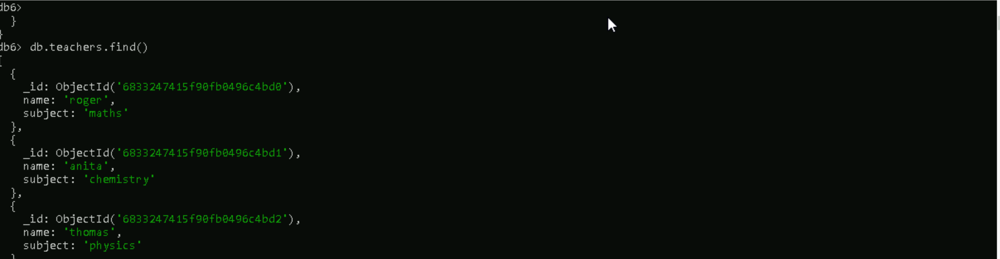 db6>
}
}
db6> db.teachers.find()
[
{
_id: ObjectId('6833247415f90fb0496c4bd0'),
name: 'roger',
subject: 'maths'
},
{
_id: ObjectId('6833247415f90fb0496c4bd1'),
name: 'anita',
subject: 'chemistry'
},
{
_id: ObjectId('6833247415f90fb0496c4bd2'),
name: 'thomas',
subject: 'physics'
}